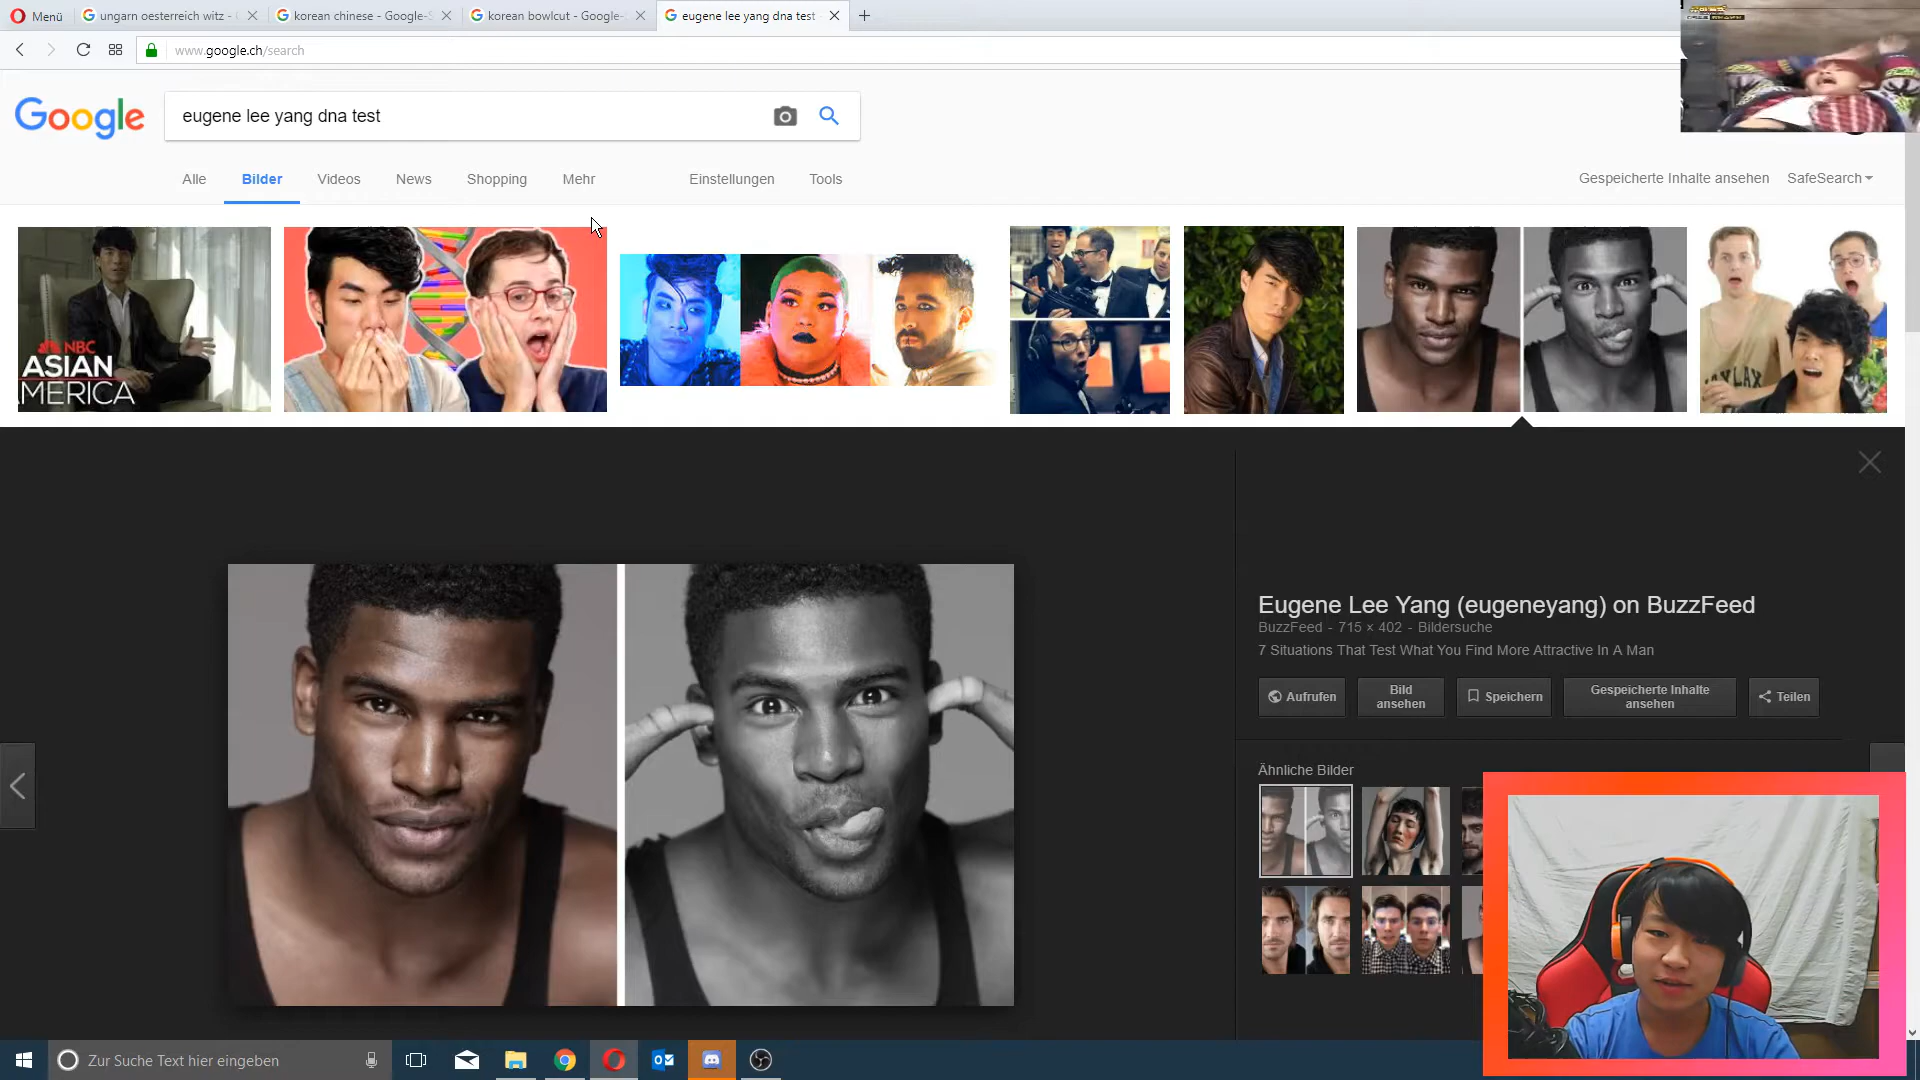 Menü
ungarn oesterreich witz -
korean chinese - Google-S
korean bowlcut - Google-
eugene lee yang dna test
www.google.ch/search
Google
eugene lee yang dna test
Alle
Bilder
Videos
News
Shopping
Mehr
Einstellungen
Tools
Gespeicherte Inhalte ansehen
SafeSearch
NBC
ASIAN
AMERICA
Eugene Lee Yang (eugeneyang) on BuzzFeed
BuzzFeed - 715 × 402 - Bildersuche
7 Situations That Test What You Find More Attractive In A Man
Aufrufen
Bild
ansehen
Speichern
Gespeicherte Inhalte
ansehen
Teilen
Ähnliche Bilder
Zur Suche Text hier eingeben